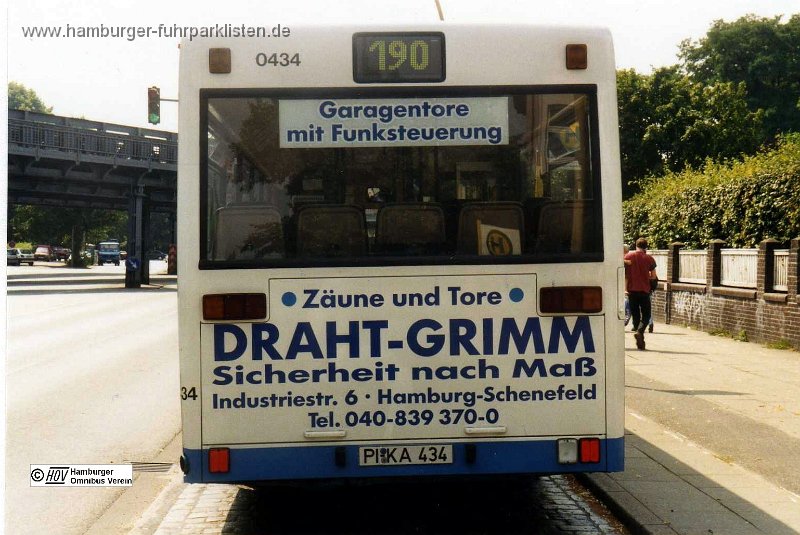 www.hamburger-fuhrparklisten.de
0434
190
Garagentore
mit Funksteuerung
H
Zäune und Tore
DRAHT-GRIMM
Sicherheit nach Maß
34
Industriestr. 6 · Hamburg-Schenefeld
Tel. 040-839 370-0
PI KA 434
© HOV Hamburger
Omnibus Verein